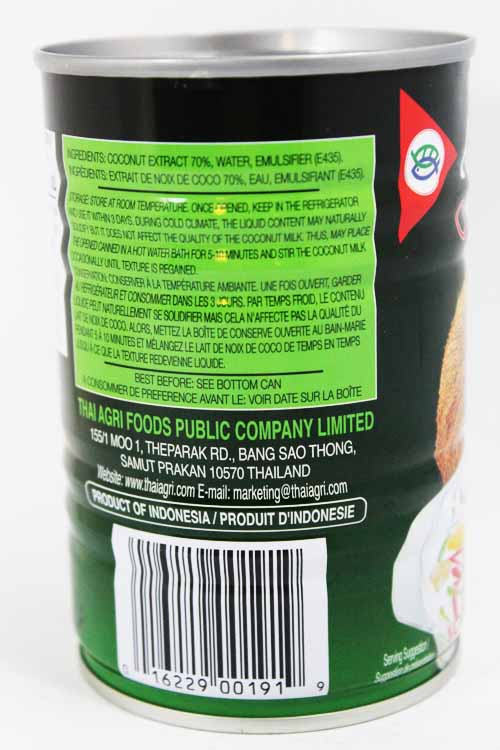 INGREDIENTS: COCONUT EXTRACT 70%, WATER, EMULSIFIER (E435).
INGRÉDIENTS: EXTRAIT DE NOIX DE COCO 70%, EAU, EMULSIFIANT (E435).
STORAGE: STORE AT ROOM TEMPERATURE. ONCE OPENED, KEEP IN THE REFRIGERATOR
AND USE IT WITHIN 3 DAYS. DURING COLD CLIMATE, THE LIQUID CONTENT MAY NATURALLY
SOLIDIFY BUT IT DOES NOT AFFECT THE QUALITY OF THE COCONUT MILK. THUS, MAY PLACE
THE OPENED CANNED IN A HOT WATER BATH FOR 5-10 MINUTES AND STIR THE COCONUT MILK
OCCASIONALLY UNTIL TEXTURE IS REGAINED.
CONSERVATION: CONSERVER À LA TEMPÉRATURE AMBIANTE. UNE FOIS OUVERT, GARDER
AU RÉFRIGÉRATEUR ET CONSOMMER DANS LES 3 JOURS. PAR TEMPS FROID, LE CONTENU
LIQUIDE PEUT NATURELLEMENT SE SOLIDIFIER MAIS CELA N'AFFECTE PAS LA QUALITÉ DU
LAIT DE NOIX DE COCO. ALORS, METTEZ LA BOÎTE DE CONSERVE OUVERTE AU BAIN-MARIE
PENDANT 5 À 10 MINUTES ET MÉLANGEZ LE LAIT DE NOIX DE COCO DE TEMPS EN TEMPS
JUSQU'À CE QUE LA TEXTURE REDEVIENNE LIQUIDE.
BEST BEFORE: SEE BOTTOM CAN
A CONSOMMER DE PREFERENCE AVANT LE: VOIR DATE SUR LA BOÎTE
THAI AGRI FOODS PUBLIC COMPANY LIMITED
155/1 MOO 1, THEPARAK RD., BANG SAO THONG,
SAMUT PRAKAN 10570 THAILAND
Website: www.thaiagri.com E-mail: marketing@thaiagri.com
PRODUCT OF INDONESIA / PRODUIT D'INDONESIE
0 16229 00191 9
Serving Suggestion/
Suggestion de présentation